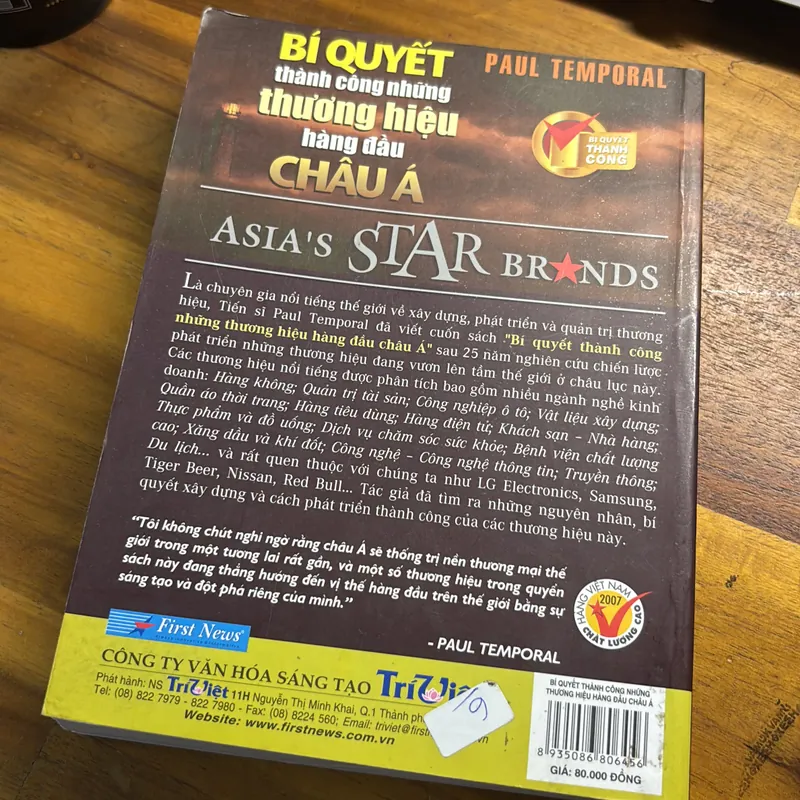 BÍ QUYẾT
thành công những
thương hiệu
hàng đầu
CHÂU Á
PAUL TEMPORAL
BÍ QUYẾT
THÀNH CÔNG
ASIA'S STAR BRANDS
Là chuyên gia nổi tiếng thế giới về xây dựng, phát triển và quản trị thương
hiệu, Tiến sĩ Paul Temporal đã viết cuốn sách "Bí quyết thành công
những thương hiệu hàng đầu châu Á" sau 25 năm nghiên cứu chiến lược
phát triển những thương hiệu đang vươn lên tầm thế giới ở châu lục này.
Các thương hiệu nổi tiếng được phân tích bao gồm nhiều ngành nghề kinh
doanh: Hàng không; Quản trị tài sản; Công nghiệp ô tô; Vật liệu xây dựng;
Quần áo thời trang; Hàng tiêu dùng; Hàng điện tử; Khách sạn - Nhà hàng;
Thực phẩm và đồ uống; Dịch vụ chăm sóc sức khỏe; Bệnh viện chất lượng
cao; Xăng dầu và khí đốt; Công nghệ - Công nghệ thông tin; Truyền thông;
Du lịch... và rất quen thuộc với chúng ta như LG Electronics, Samsung,
Tiger Beer, Nissan, Red Bull... Tác giả đã tìm ra những nguyên nhân, bí
quyết xây dựng và cách phát triển thành công của các thương hiệu này.
"Tôi không chút nghi ngờ rằng châu Á sẽ thống trị nền thương mại thế
giới trong một tương lai rất gần, và một số thương hiệu trong quyển
sách này đang thẳng hướng đến vị thế hàng đầu trên thế giới bằng sự
sáng tạo và đột phá riêng của mình."
- PAUL TEMPORAL
HÀNG VIỆT NAM
2007
CHẤT LƯỢNG CAO
First News
CÔNG TY VĂN HÓA SÁNG TẠO Trí Việt
Phát hành: NS Trí Việt 11H Nguyễn Thị Minh Khai, Q.1 Thành ph
Tel: (08) 822 7979 - 822 7980 - Fax: (08) 8224 560; Email: triviet@first
Website: www.firstnews.com.vn
19
BÍ QUYẾT THÀNH CÔNG NHỮNG
THƯƠNG HIỆU HÀNG ĐẦU CHÂU Á
8 935086 806456
GIÁ: 80.000 ĐỒNG